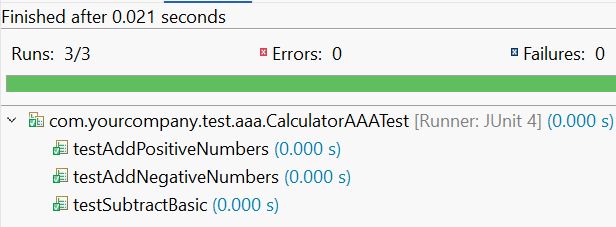 Finished after 0.021 seconds
Runs: 3/3 Errors: 0 Failures: 0
com.yourcompany.test.aaa.CalculatorAAATest [Runner: JUnit 4] (0.000 s)
testAddPositiveNumbers (0.000 s)
testAddNegativeNumbers (0.000 s)
testSubtractBasic (0.000 s)